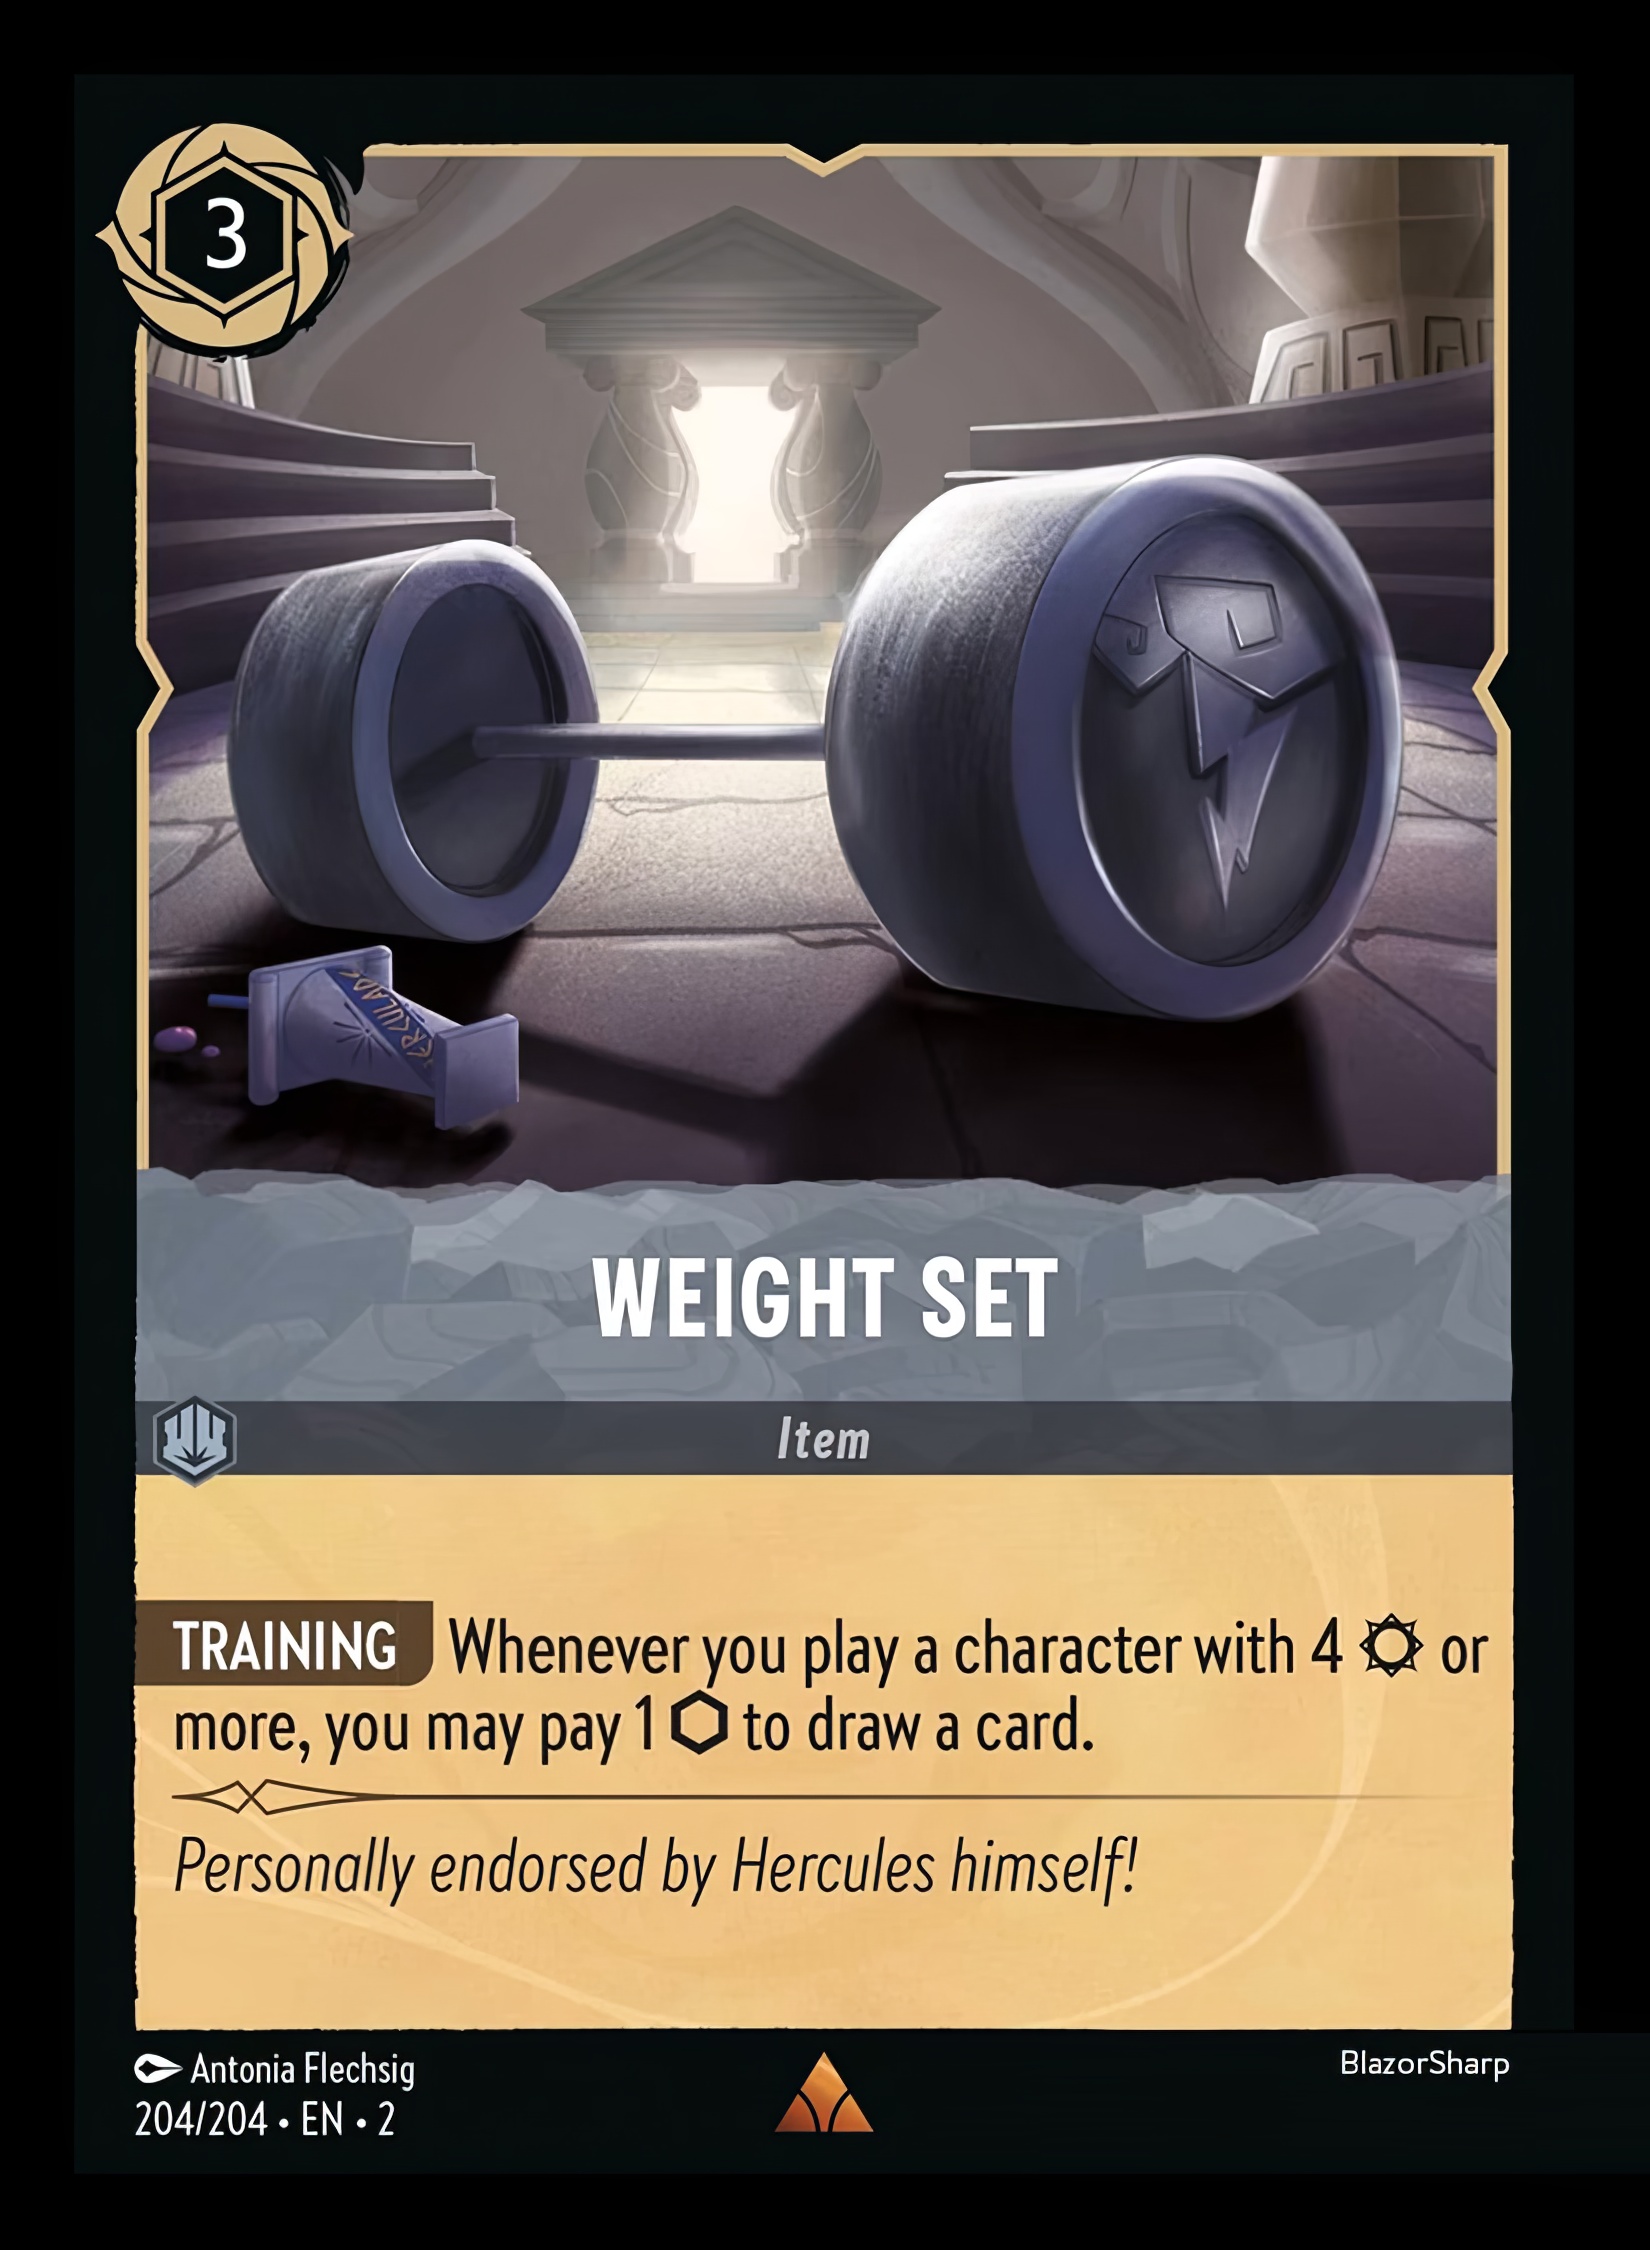 3
WEIGHT SET
Item
TRAINING Whenever you play a character with 4 or
more, you may pay 1 to draw a card.
Personally endorsed by Hercules himself!
Antonia Flechsig
204/204 • EN • 2
BlazorSharp